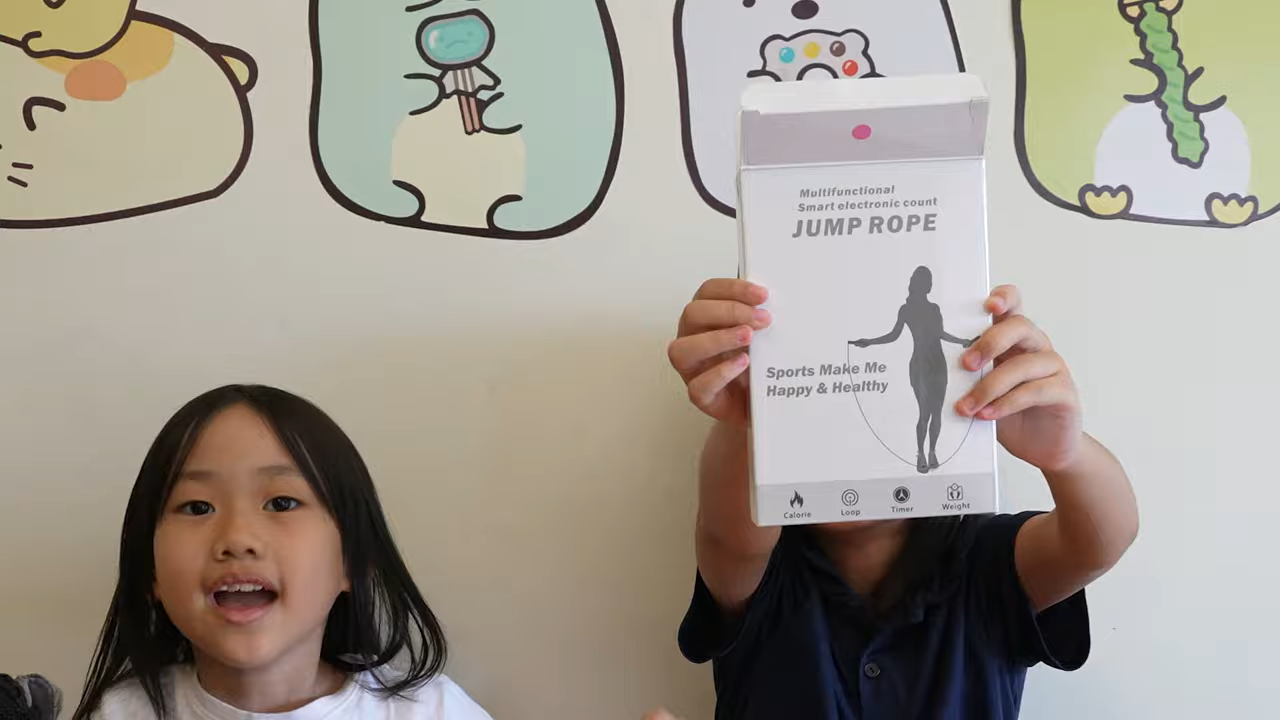 Multifunctional
Smart electronic count
JUMP ROPE
Sports Make Me
Happy & Healthy
Calorie
Loop
Timer
Weight